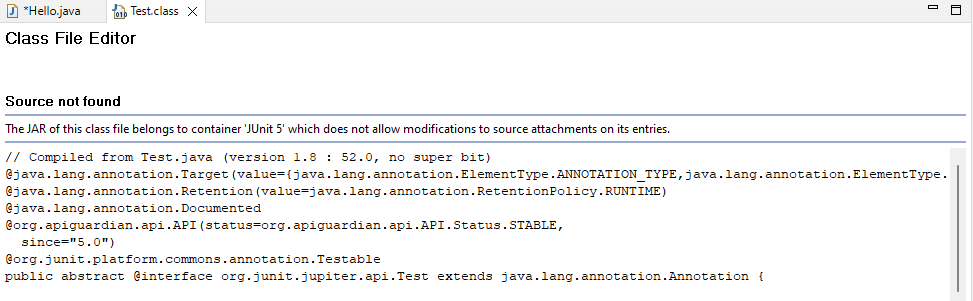 *Hello.java
Test.class
Class File Editor
Source not found
The JAR of this class file belongs to container 'JUnit 5' which does not allow modifications to source attachments on its entries.
// Compiled from Test.java (version 1.8 : 52.0, no super bit)
@java.lang.annotation.Target(value={java.lang.annotation.ElementType.ANNOTATION_TYPE,java.lang.annotation.ElementType.
@java.lang.annotation.Retention(value=java.lang.annotation.RetentionPolicy.RUNTIME)
@java.lang.annotation.Documented
@org.apiguardian.api.API(status=org.apiguardian.api.API.Status.STABLE,
  since="5.0")
@org.junit.platform.commons.annotation.Testable
public abstract @interface org.junit.jupiter.api.Test extends java.lang.annotation.Annotation {